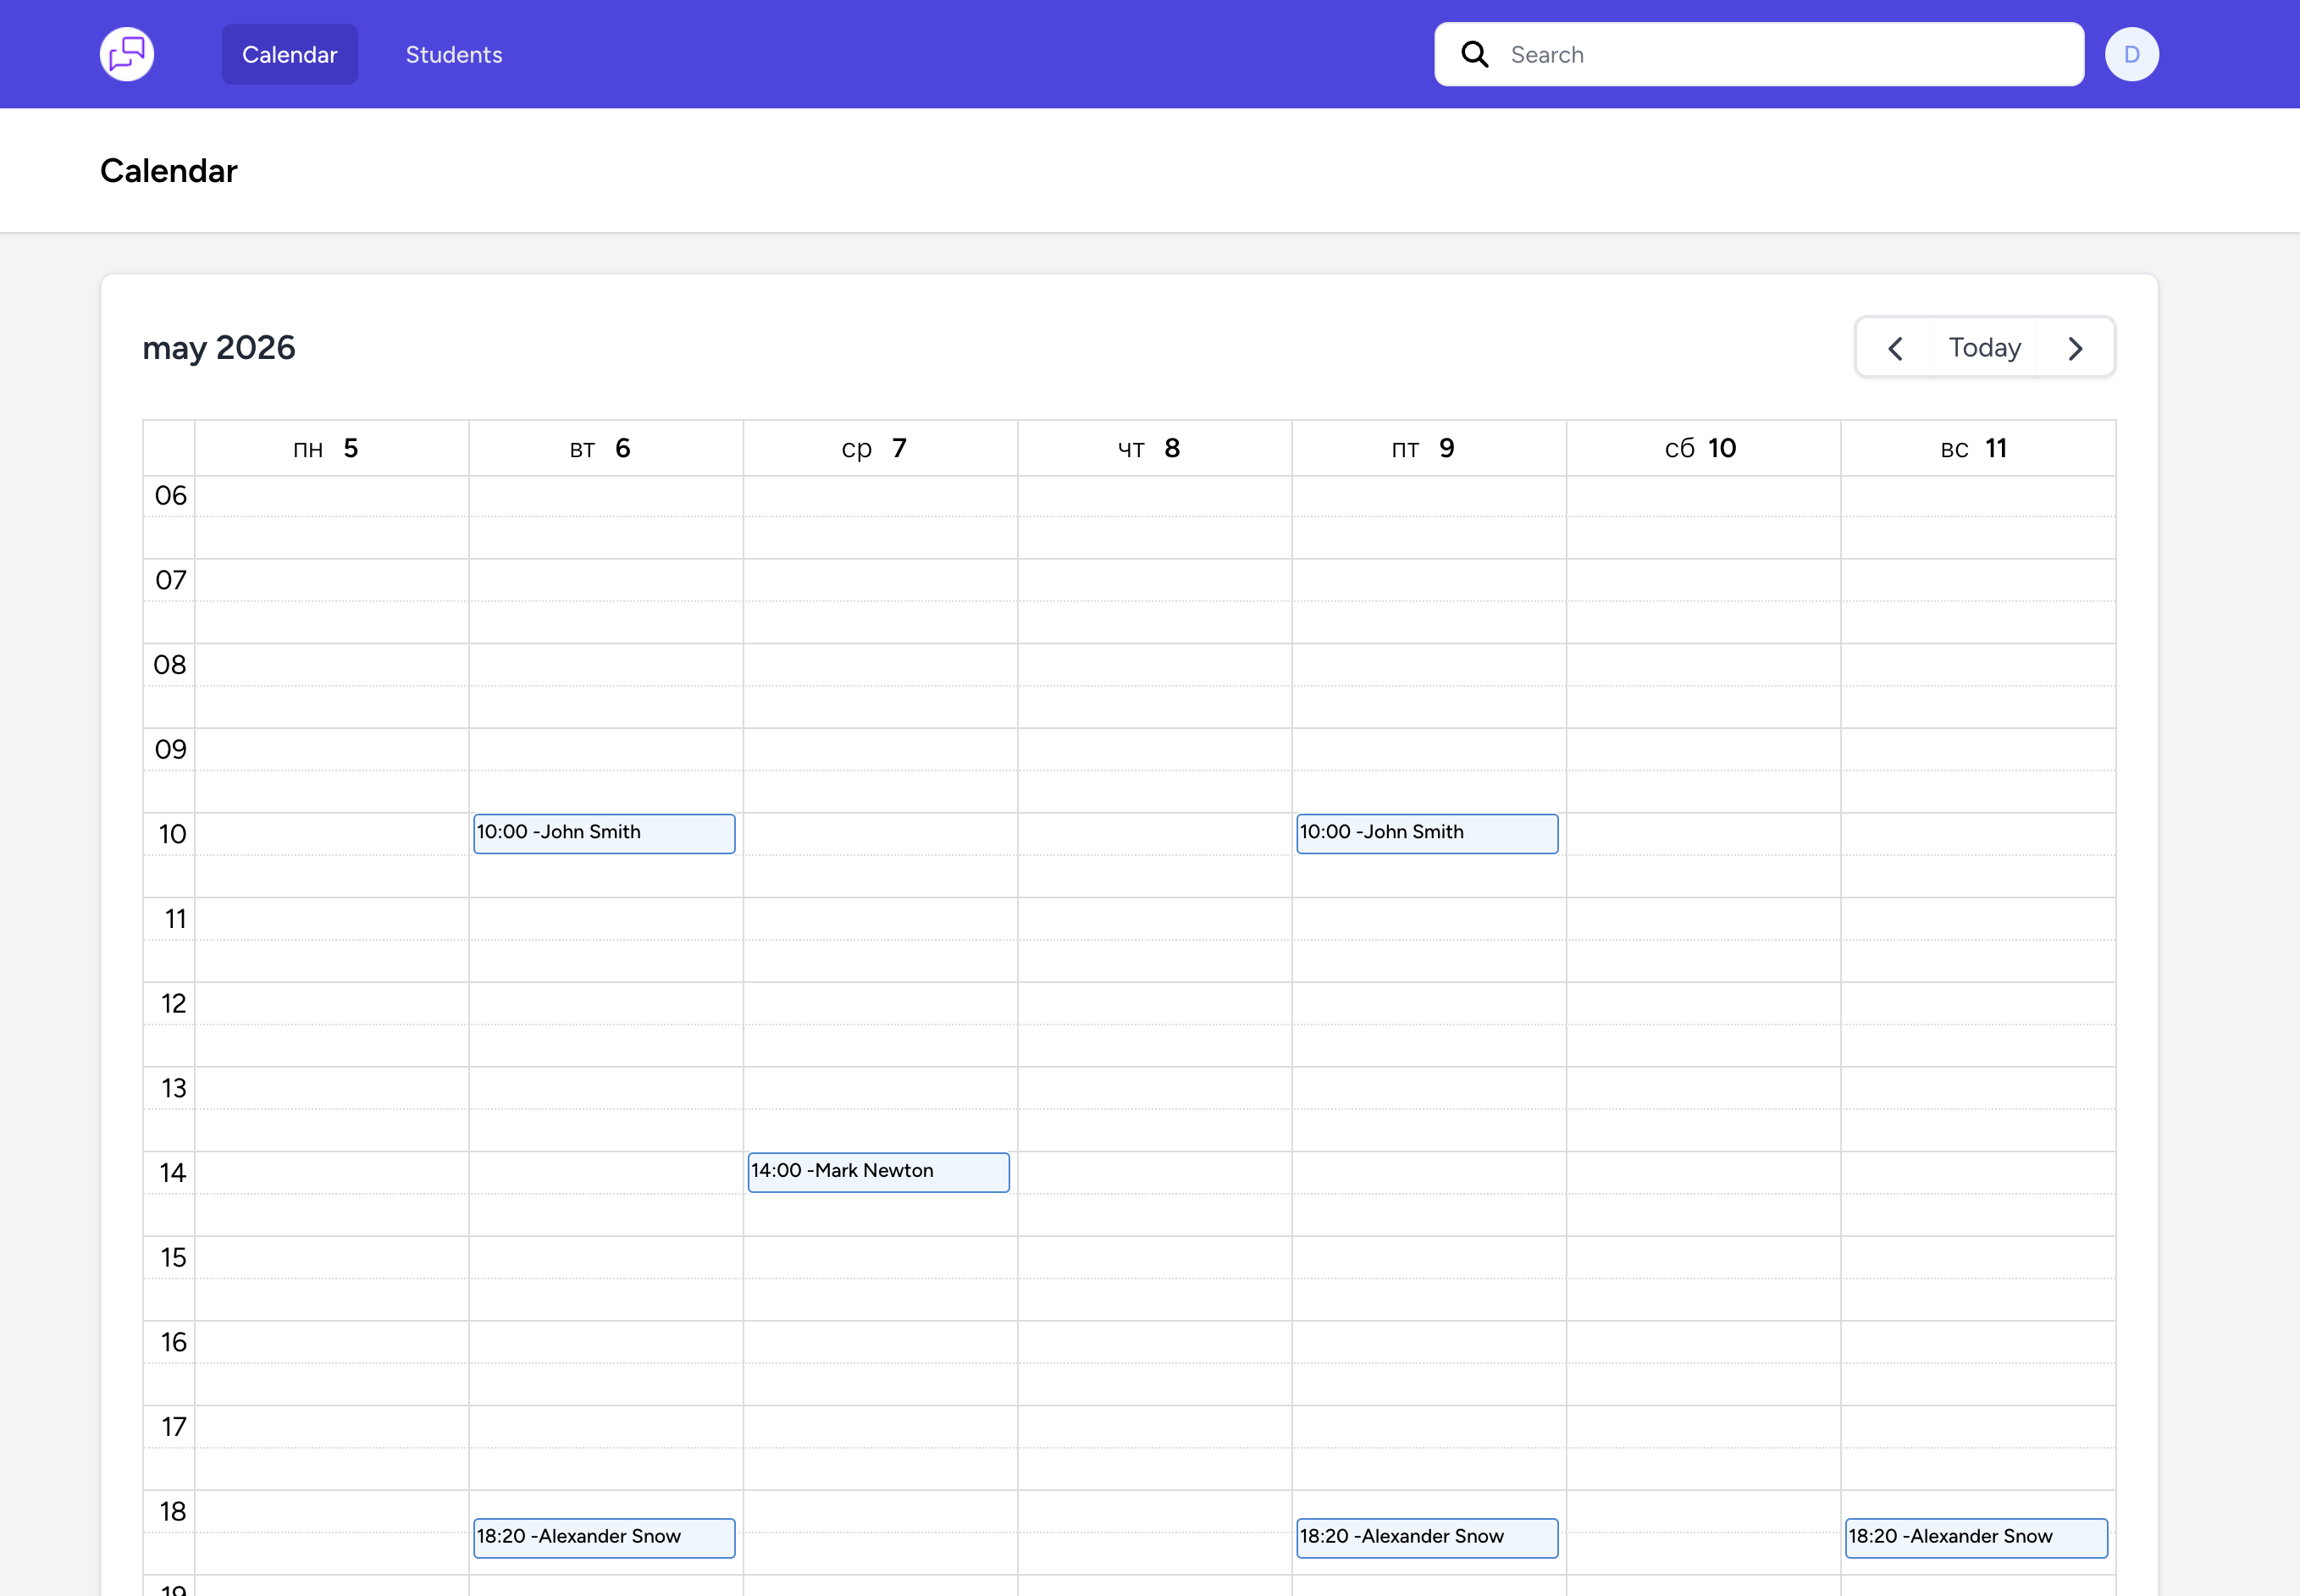 Calendar Students Search D
Calendar
may 2026 Today
пн 5 вт 6 ср 7 чт 8 пт 9 сб 10 вс 11
06
07
08
09
10 10:00 -John Smith 10:00 -John Smith
11
12
13
14 14:00 -Mark Newton
15
16
17
18 18:20 -Alexander Snow 18:20 -Alexander Snow 18:20 -Alexander Snow
19